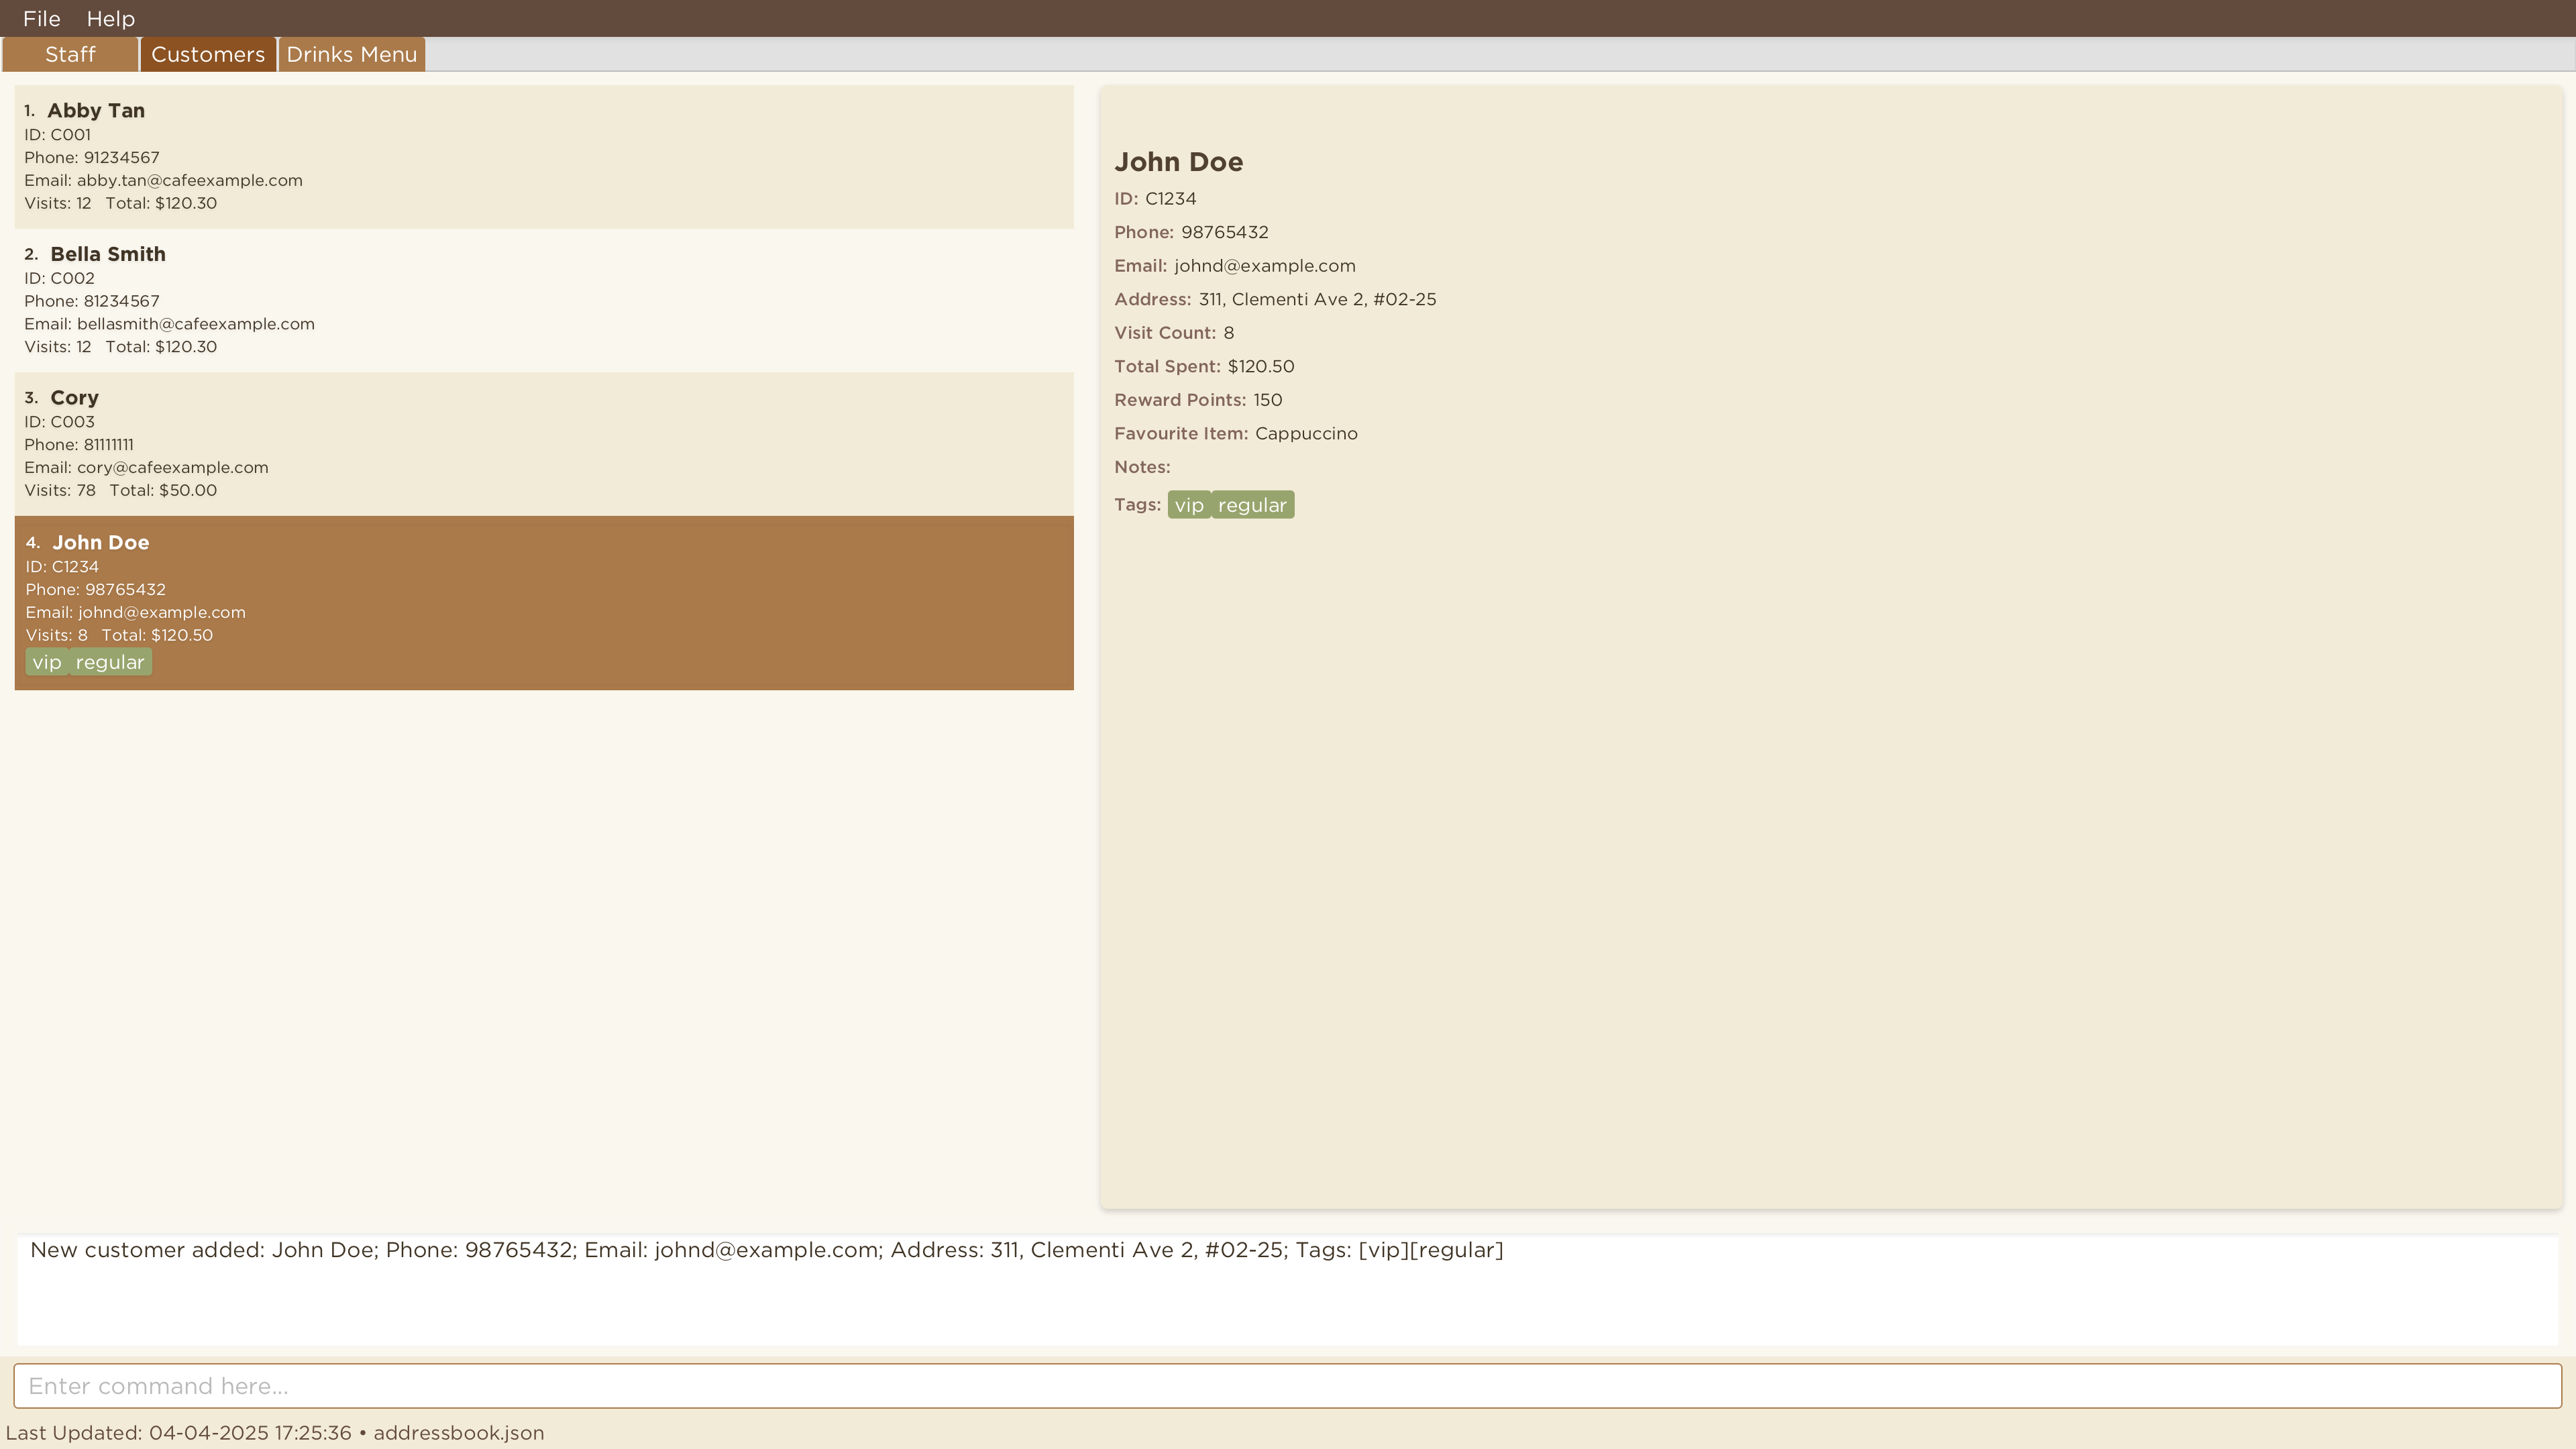 File Help
Staff Customers Drinks Menu
1. Abby Tan
ID: C001
Phone: 91234567
Email: abby.tan@cafeexample.com
Visits: 12 Total: $120.30
2. Bella Smith
ID: C002
Phone: 81234567
Email: bellasmith@cafeexample.com
Visits: 12 Total: $120.30
3. Cory
ID: C003
Phone: 81111111
Email: cory@cafeexample.com
Visits: 78 Total: $50.00
4. John Doe
ID: C1234
Phone: 98765432
Email: johnd@example.com
Visits: 8 Total: $120.50
vip regular
John Doe
ID: C1234
Phone: 98765432
Email: johnd@example.com
Address: 311, Clementi Ave 2, #02-25
Visit Count: 8
Total Spent: $120.50
Reward Points: 150
Favourite Item: Cappuccino
Notes:
Tags: vip regular
New customer added: John Doe; Phone: 98765432; Email: johnd@example.com; Address: 311, Clementi Ave 2, #02-25; Tags: [vip][regular]
Enter command here...
Last Updated: 04-04-2025 17:25:36 • addressbook.json